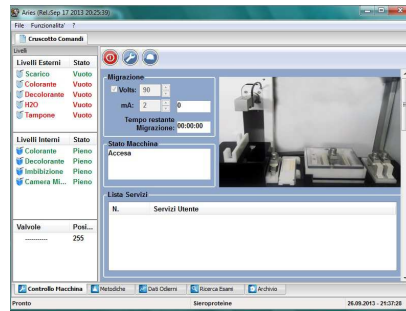 Aries (Rel.:Sep 17 2013 20:25:39)
File Funzionalita' ?
Cruscotto Comandi
Livelli
Livelli Esterni Stato
Scarico Vuoto
Colorante Vuoto
Decolorante Vuoto
H2O Vuoto
Tampone Vuoto
Livelli Interni Stato
Colorante Pieno
Decolorante Pieno
Imbibizione Pieno
Camera Mi... Pieno
Valvole Posi...
---------- 255
Migrazione
Volts: 90
mA: 2 0
Tempo restante
Migrazione: 00:00:00
Stato Macchina
Accesa
Lista Servizi
N. Servizi Utente
Controllo Macchina Metodiche Dati Odierni Ricerca Esami Archivio
Pronto Sieroproteine 26.09.2013 - 21:37:28